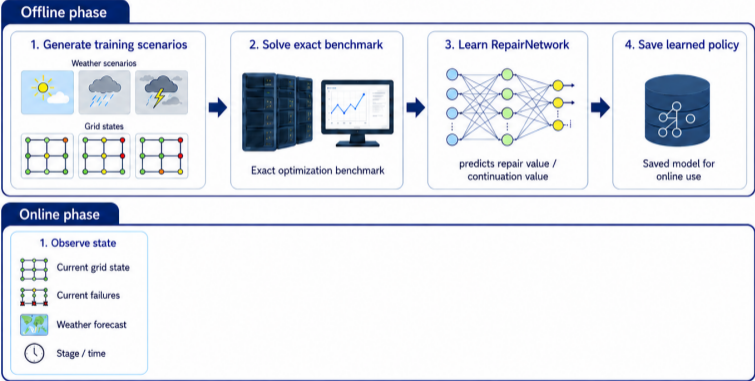 Offline phase
1. Generate training scenarios
Weather scenarios
Grid states
2. Solve exact benchmark
Exact optimization benchmark
3. Learn RepairNetwork
predicts repair value /
continuation value
4. Save learned policy
Saved model for
online use
Online phase
1. Observe state
Current grid state
Current failures
Weather forecast
Stage / time